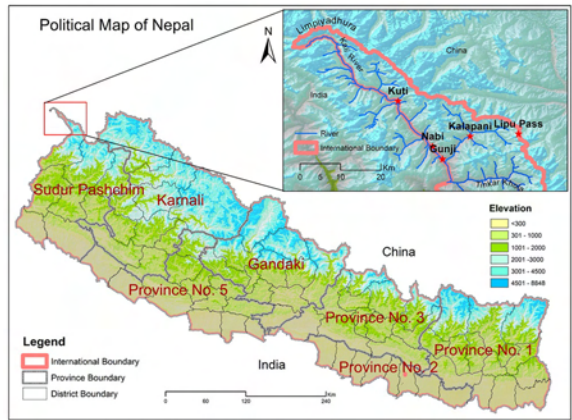 Political Map of Nepal
N
Limpiyadhura
Kali River
China
India
Kuti
Nabi
Gunji
Kalapani
Lipu Pass
River
International Boundary
0 10 20
Km
Sudur Pashchim
Karnali
Gandaki
China
Province No. 5
Province No. 3
Province No. 1
Province No. 2
India
Elevation
<300
301 - 1000
1001 - 2000
2001 -3000
3001 - 4500
4501 - 8848
Legend
International Boundary
Province Boundary
District Boundary
0 60 120 240
Km